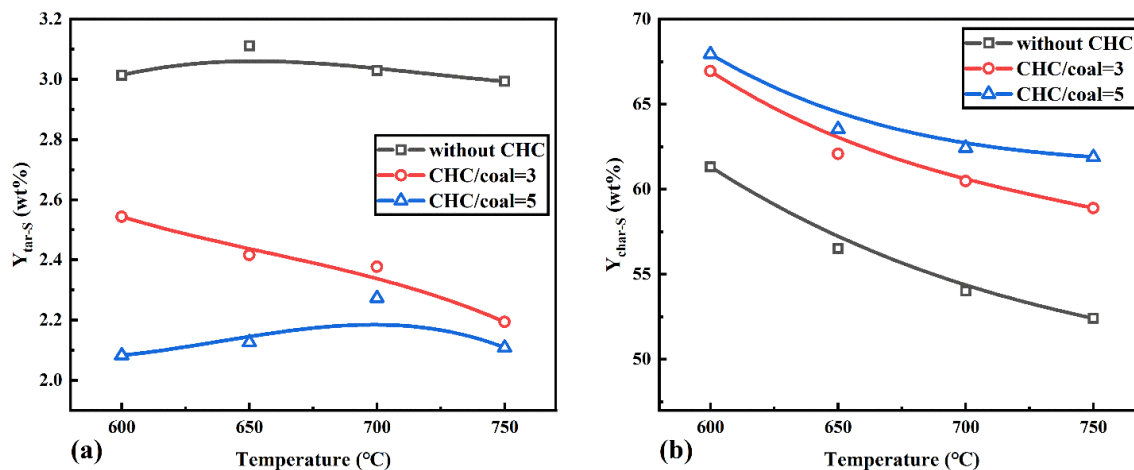 3.2
3.0
2.8
2.6
2.4
2.2
2.0
Y_tar-S (wt%)
without CHC
CHC/coal=3
CHC/coal=5
600 650 700 750
(a)
Temperature (°C)
70
65
60
55
50
Y_char-S (wt%)
without CHC
CHC/coal=3
CHC/coal=5
600 650 700 750
(b)
Temperature (°C)